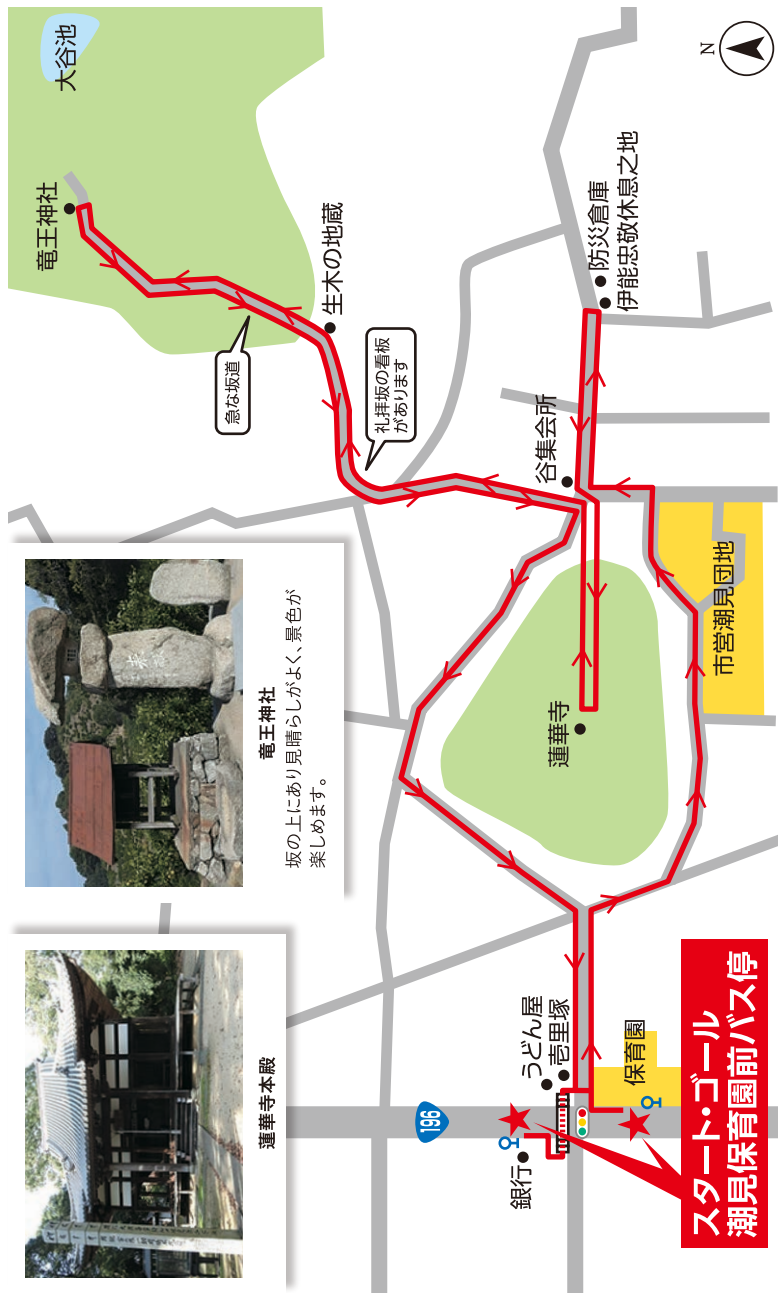 大谷池
竜王神社
生木の地蔵
急な坂道
礼拝坂の看板
があります
防災倉庫
伊能忠敬休息之地
谷集会所
蓮華寺
市営潮見団地
うどん屋
壱里塚
保育園
銀行
196
N
スタート・ゴール
潮見保育園前バス停
蓮華寺本殿
竜王神社
坂の上にあり見晴らしがよく、景色が
楽しめます。